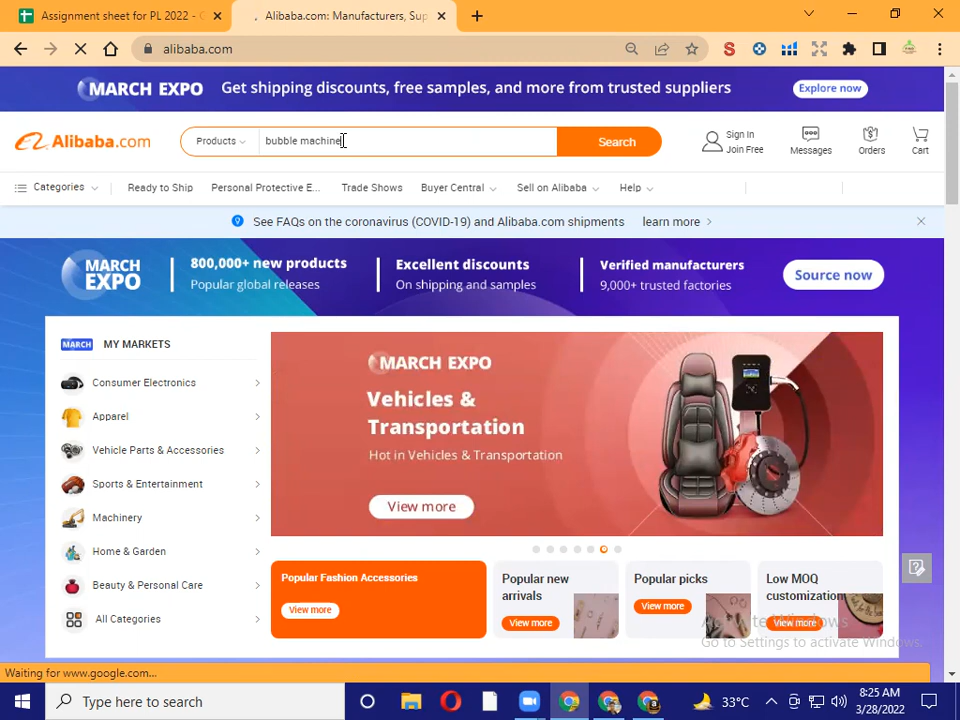 Assignment sheet for PL 2022 -
Alibaba.com: Manufacturers, Sup
alibaba.com
MARCH EXPO Get shipping discounts, free samples, and more from trusted suppliers Explore now
Alibaba.com
Products
bubble machine
Search
Sign In
Join Free
Messages
Orders
Cart
Categories Ready to Ship Personal Protective E... Trade Shows Buyer Central Sell on Alibaba Help
See FAQs on the coronavirus (COVID-19) and Alibaba.com shipments learn more
MARCH
EXPO
800,000+ new products
Popular global releases
Excellent discounts
On shipping and samples
Verified manufacturers
9,000+ trusted factories
Source now
MARCH MY MARKETS
Consumer Electronics
Apparel
Vehicle Parts & Accessories
Sports & Entertainment
Machinery
Home & Garden
Beauty & Personal Care
All Categories
MARCH EXPO
Vehicles &
Transportation
Hot in Vehicles & Transportation
View more
Popular Fashion Accessories
View more
Popular new
arrivals
View more
Popular picks
View more
Low MOQ
customization
View more
Activate Windows
Go to Settings to activate Windows.
Waiting for www.google.com...
Type here to search
33°C
8:25 AM
3/28/2022